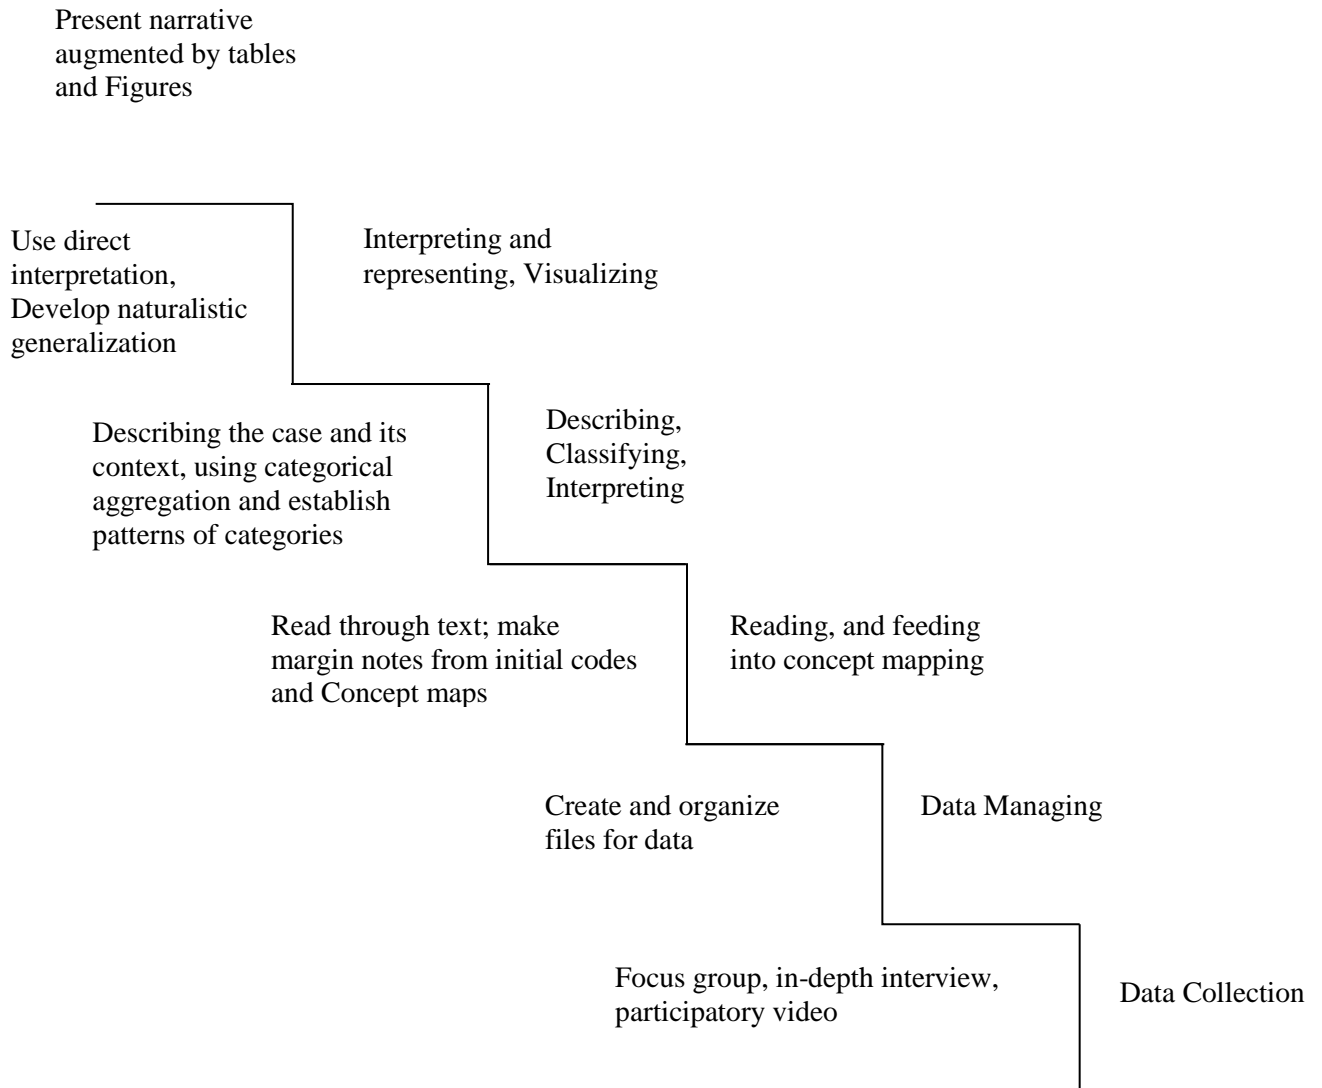 Present narrative
augmented by tables
and Figures
Use direct
interpretation,
Develop naturalistic
generalization
Interpreting and
representing, Visualizing
Describing the case and its
context, using categorical
aggregation and establish
patterns of categories
Describing,
Classifying,
Interpreting
Read through text; make
margin notes from initial codes
and Concept maps
Reading, and feeding
into concept mapping
Create and organize
files for data
Data Managing
Focus group, in-depth interview,
participatory video
Data Collection